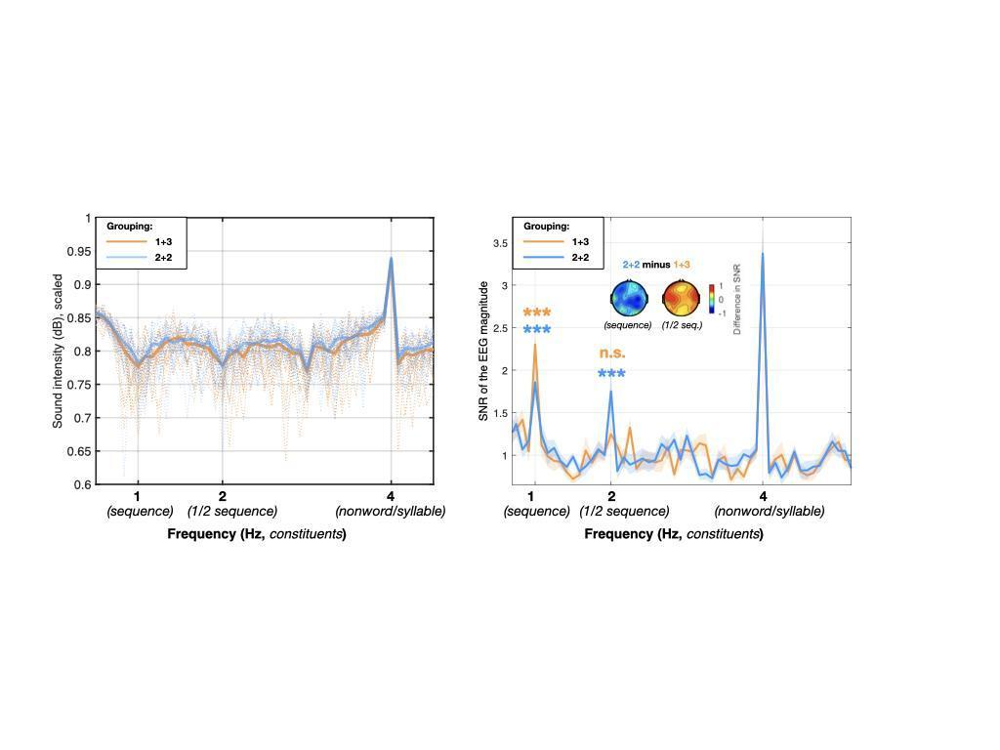 Grouping:
1+3
2+2
1
0.95
0.9
0.85
0.8
0.75
0.7
0.65
0.6
Sound intensity (dB), scaled
1
2
4
(sequence)
(1/2 sequence)
(nonword/syllable)
Frequency (Hz, constituents)
Grouping:
1+3
2+2
3.5
3
2.5
2
1.5
1
SNR of the EEG magnitude
2+2 minus 1+3
(sequence)
(1/2 seq.)
1
0
-1
Difference in SNR
***
***
n.s.
***
1
2
4
(sequence)
(1/2 sequence)
(nonword/syllable)
Frequency (Hz, constituents)